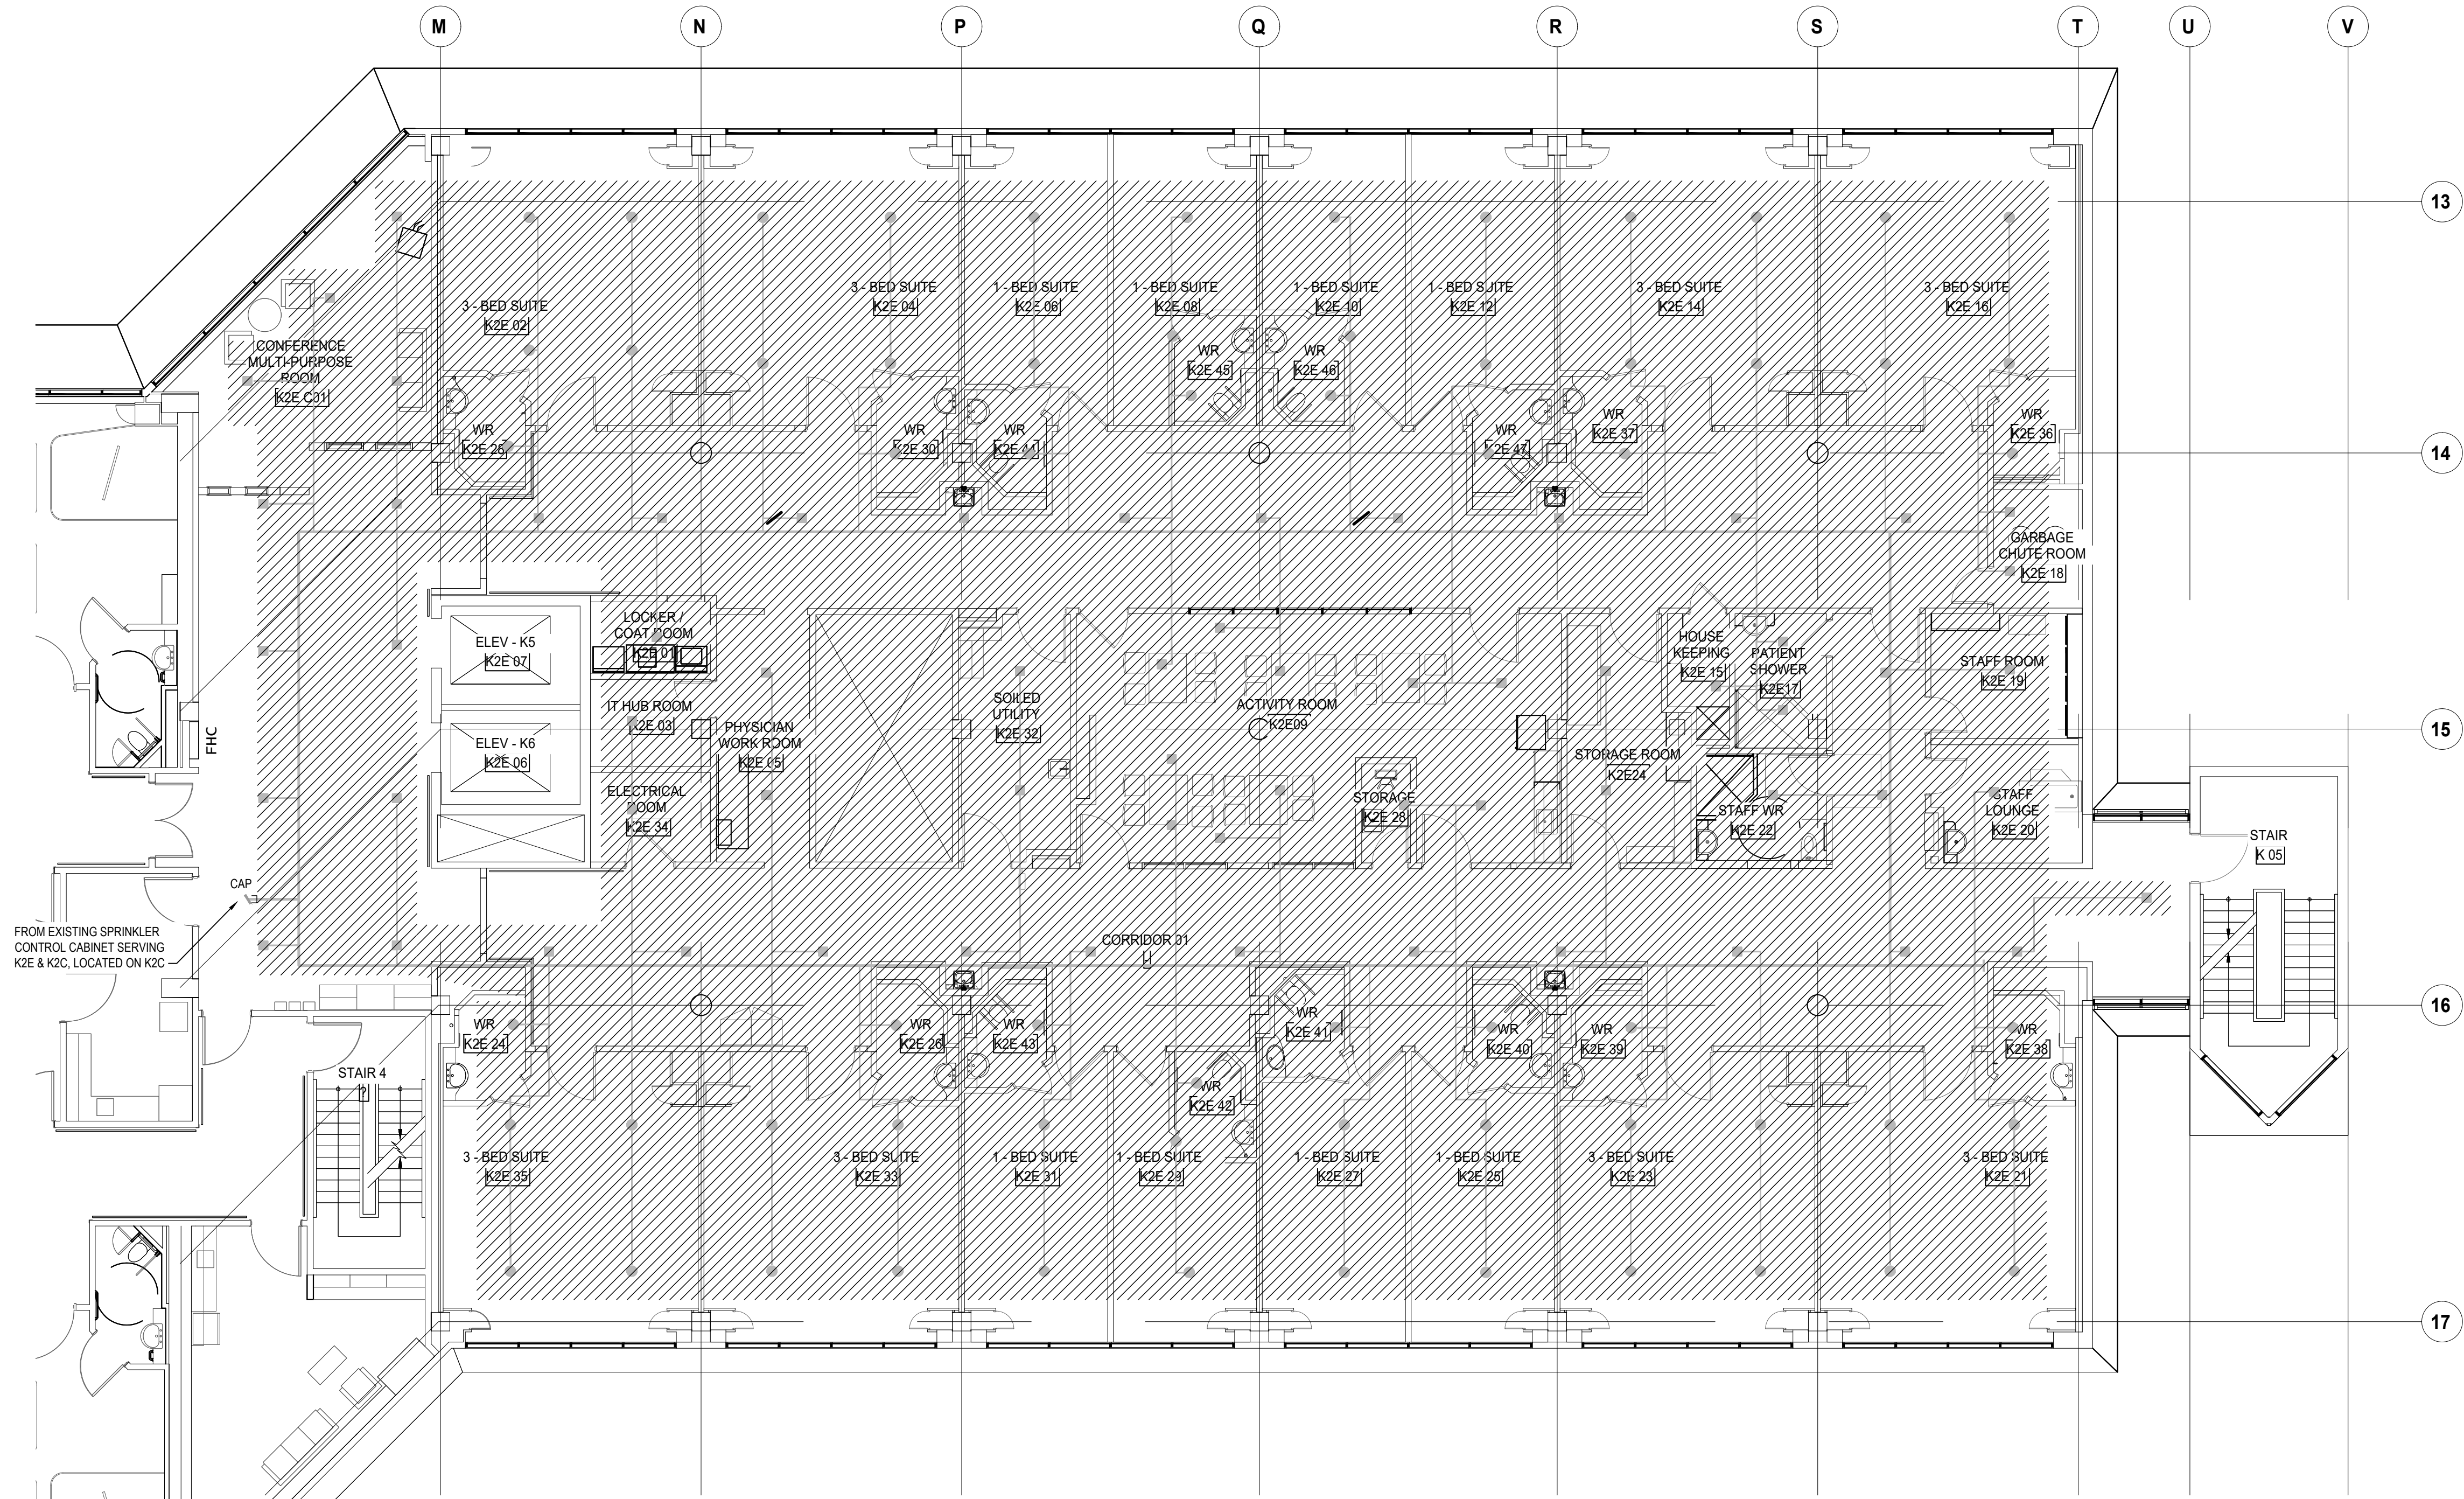 M
N
P
Q
R
S
T
U
V
13
14
15
16
17
3 - BED SUITE
K2E 02
3 - BED SUITE
K2E 04
1 - BED SUITE
K2E 06
1 - BED SUITE
K2E 08
1 - BED SUITE
K2E 10
1 - BED SUITE
K2E 12
3 - BED SUITE
K2E 14
3 - BED SUITE
K2E 16
CONFERENCE
MULTI-PURPOSE
ROOM
K2E C01
WR
K2E 45
WR
K2E 46
WR
WR
K2E 30
WR
WR
K2E 47
WR
K2E 37
WR
K2E 36
GARBAGE
CHUTE ROOM
K2E 18
ELEV - K5
K2E 07
LOCKER /
COAT ROOM
K2E 01
IT HUB ROOM
K2E 03
ELEV - K6
K2E 06
PHYSICIAN
WORK ROOM
K2E 05
ELECTRICAL
ROOM
K2E 34
SOILED
UTILITY
K2E 32
ACTIVITY ROOM
K2E09
STORAGE
K2E 28
STORAGE ROOM
K2E24
HOUSE
KEEPING
K2E 15
PATIENT
SHOWER
K2E17
STAFF ROOM
K2E 19
STAFF WR
K2E 22
STAFF
LOUNGE
K2E 20
STAIR
K 05
FHC
CAP
FROM EXISTING SPRINKLER
CONTROL CABINET SERVING
K2E & K2C, LOCATED ON K2C
CORRIDOR 01
WR
K2E 24
WR
K2E 26
WR
K2E 43
WR
K2E 41
WR
K2E 42
WR
K2E 40
WR
K2E 39
WR
K2E 38
STAIR 4
3 - BED SUITE
K2E 35
3 - BED SUITE
K2E 33
1 - BED SUITE
K2E 31
1 - BED SUITE
K2E 29
1 - BED SUITE
K2E 27
1 - BED SUITE
K2E 25
3 - BED SUITE
K2E 23
3 - BED SUITE
K2E 21